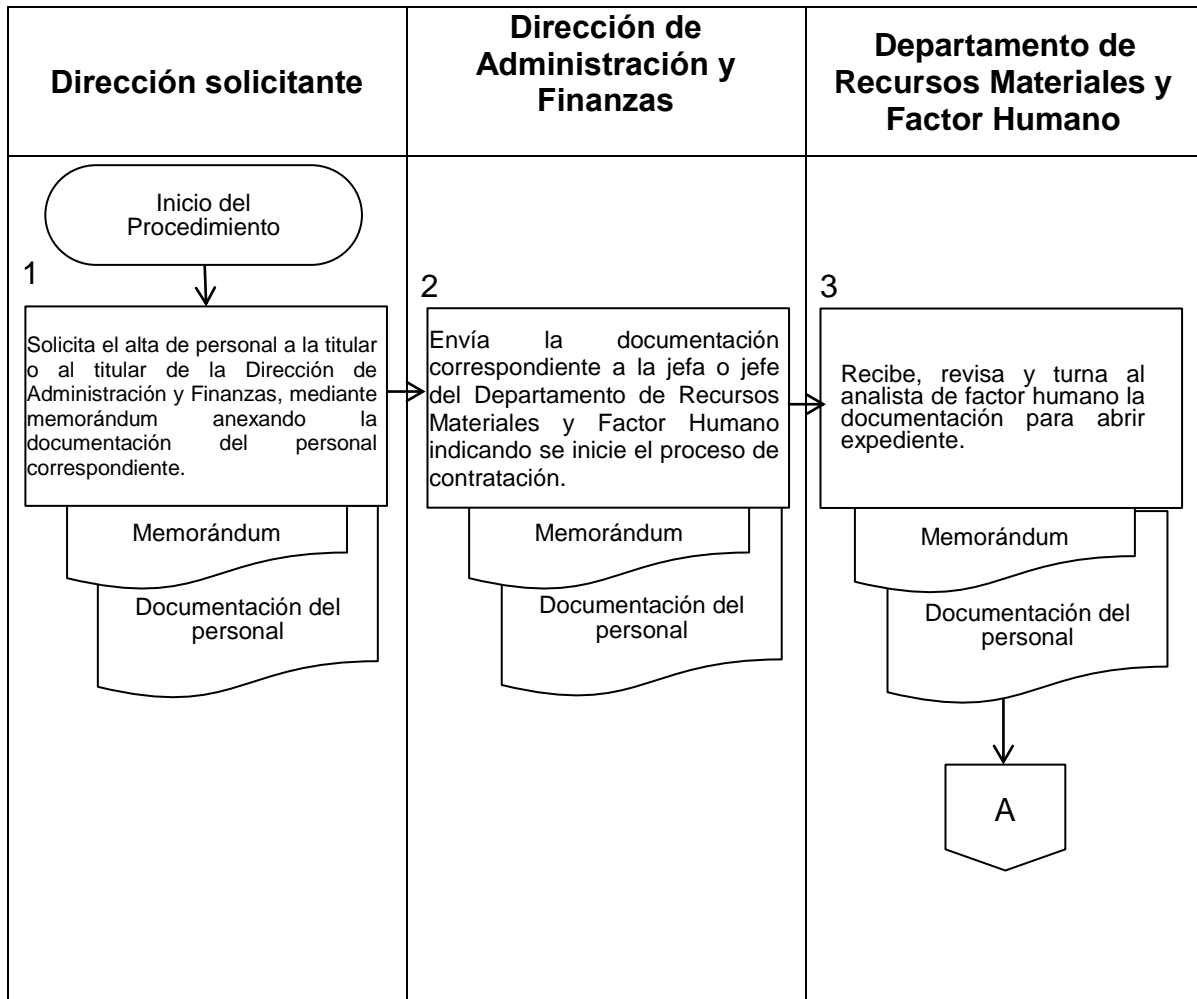 Dirección solicitante
Dirección de
Administración y
Finanzas
Departamento de
Recursos Materiales y
Factor Humano
Inicio del
Procedimiento
1
Solicita el alta de personal a la titular
o al titular de la Dirección de
Administración y Finanzas, mediante
memorándum anexando la
documentación del personal
correspondiente.
Memorándum
Documentación del
personal
2
Envía la documentación
correspondiente a la jefa o jefe
del Departamento de Recursos
Materiales y Factor Humano
indicando se inicie el proceso de
contratación.
Memorándum
Documentación del
personal
3
Recibe, revisa y turna al
analista de factor humano la
documentación para abrir
expediente.
Memorándum
Documentación del
personal
A